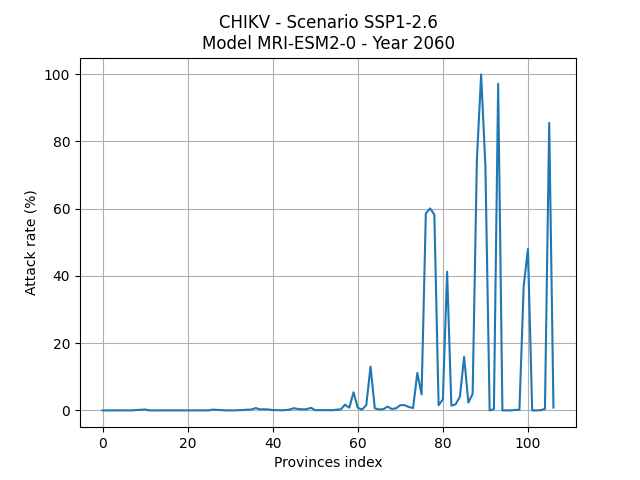 CHIKV - Scenario SSP1-2.6
Model MRI-ESM2-0 - Year 2060
100
80
60
40
20
0
Attack rate (%)
0 20 40 60 80 100
Provinces index